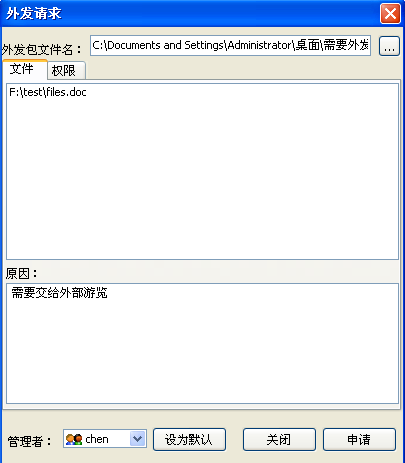 外发请求
外发包文件名： C:\Documents and Settings\Administrator\桌面\需要外发 ...
文件 权限
F:\test\files.doc
原因：
需要交给外部游览
管理者： chen 设为默认 关闭 申请